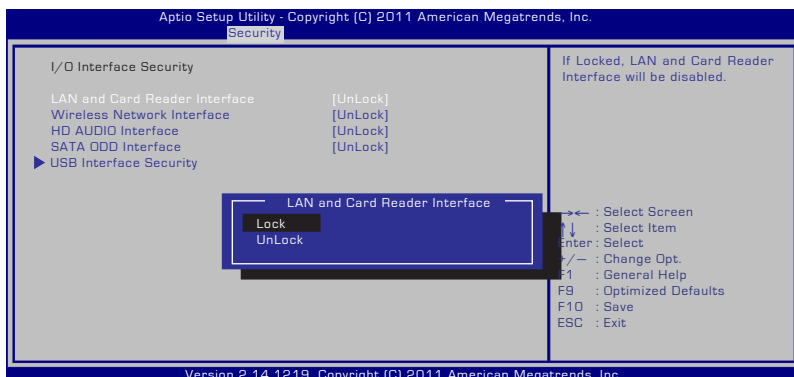 Aptio Setup Utility - Copyright (C) 2011 American Megatrends, Inc.
Security
I/O Interface Security
LAN and Card Reader Interface [UnLock]
Wireless Network Interface [UnLock]
HD AUDIO Interface [UnLock]
SATA ODD Interface [UnLock]
USB Interface Security
If Locked, LAN and Card Reader
Interface will be disabled.
LAN and Card Reader Interface
Lock
UnLock
→← : Select Screen
↑↓ : Select Item
Enter : Select
+/— : Change Opt.
F1 : General Help
F9 : Optimized Defaults
F10 : Save
ESC : Exit
Version 2.14.1219. Copyright (C) 2011 American Megatrends, Inc.